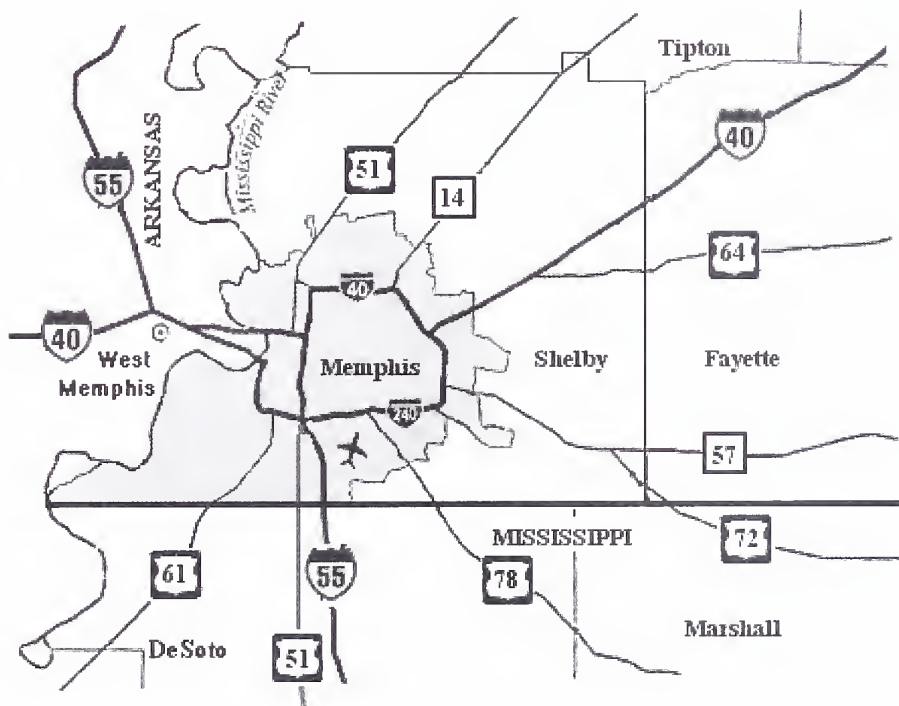 Tipton
40
51
55
ARKANSAS
Mississippi River
14
64
40
40
West
Memphis
Memphis
Shelby
Fayette
240
57
MISSISSIPPI
72
61
55
78
Marshall
DeSoto
51